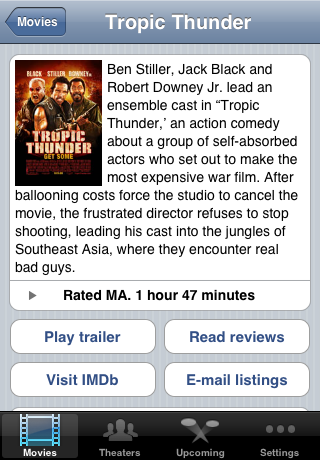 Movies
Tropic Thunder
BLACK STILLER DOWNEY JR
TROPIC
THUNDER
GET SOME
Ben Stiller, Jack Black and
Robert Downey Jr. lead an
ensemble cast in “Tropic
Thunder,’ an action comedy
about a group of self-absorbed
actors who set out to make the
most expensive war film. After
ballooning costs force the studio to cancel the
movie, the frustrated director refuses to stop
shooting, leading his cast into the jungles of
Southeast Asia, where they encounter real
bad guys.
Rated MA. 1 hour 47 minutes
Play trailer
Read reviews
Visit IMDb
E-mail listings
Movies
Theaters
Upcoming
Settings